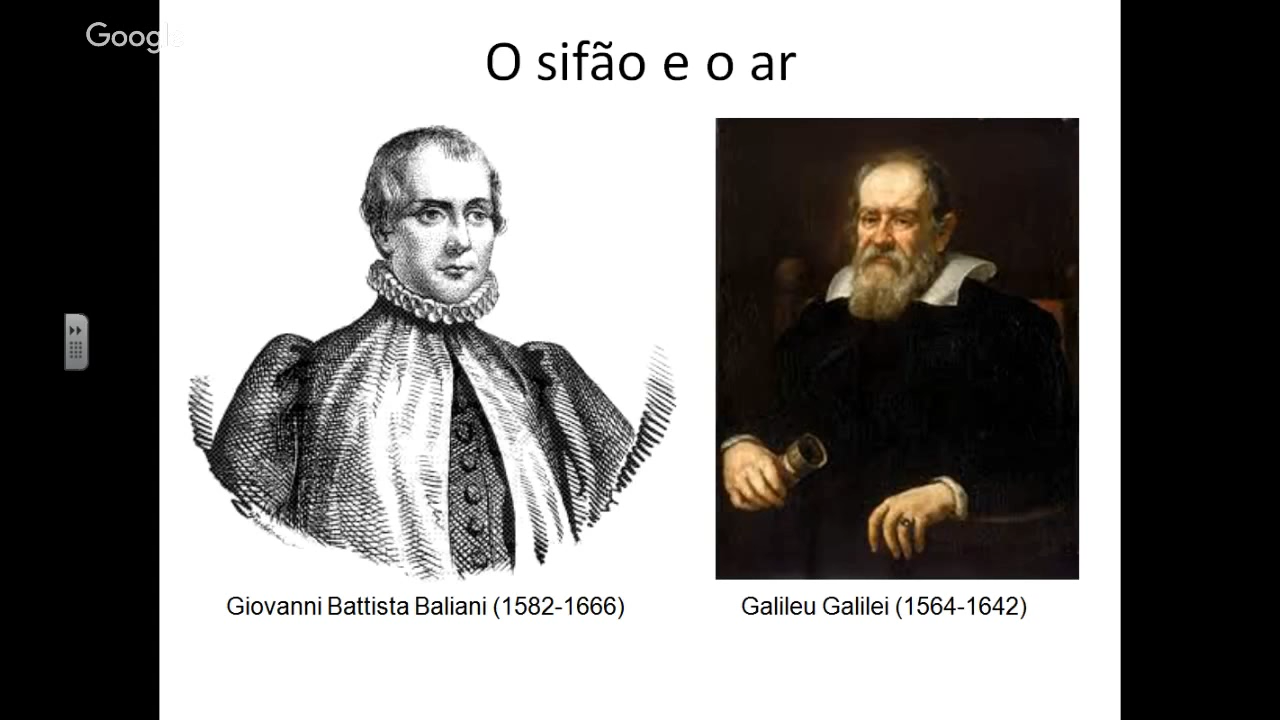 Google
O sifão e o ar
Giovanni Battista Baliani (1582-1666)
Galileu Galilei (1564-1642)